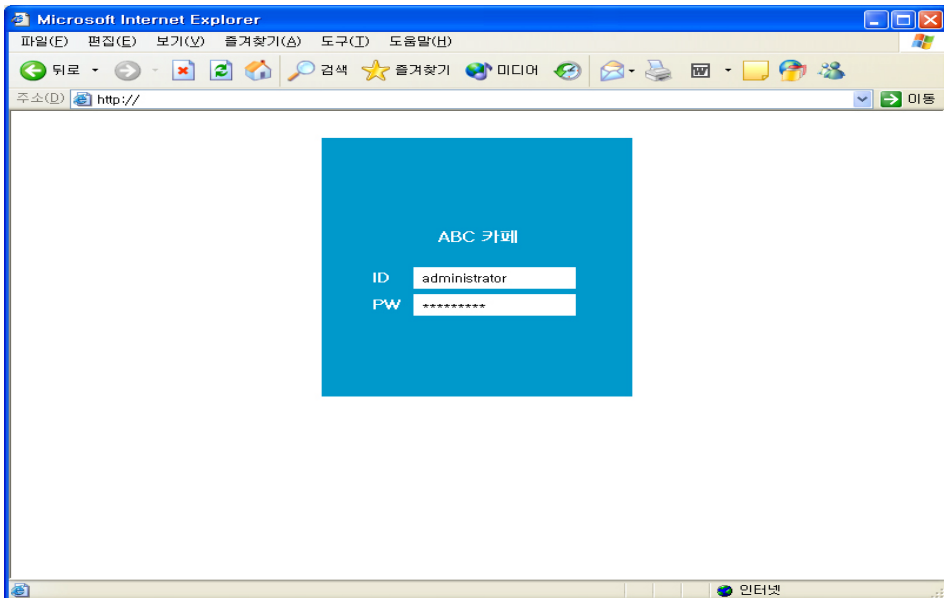 Microsoft Internet Explorer
파일(F) 편집(E) 보기(V) 즐겨찾기(A) 도구(T) 도움말(H)
뒤로 검색 즐겨찾기 미디어
주소(D) http:// 이동
ABC 카페
ID administrator
PW *********
인터넷